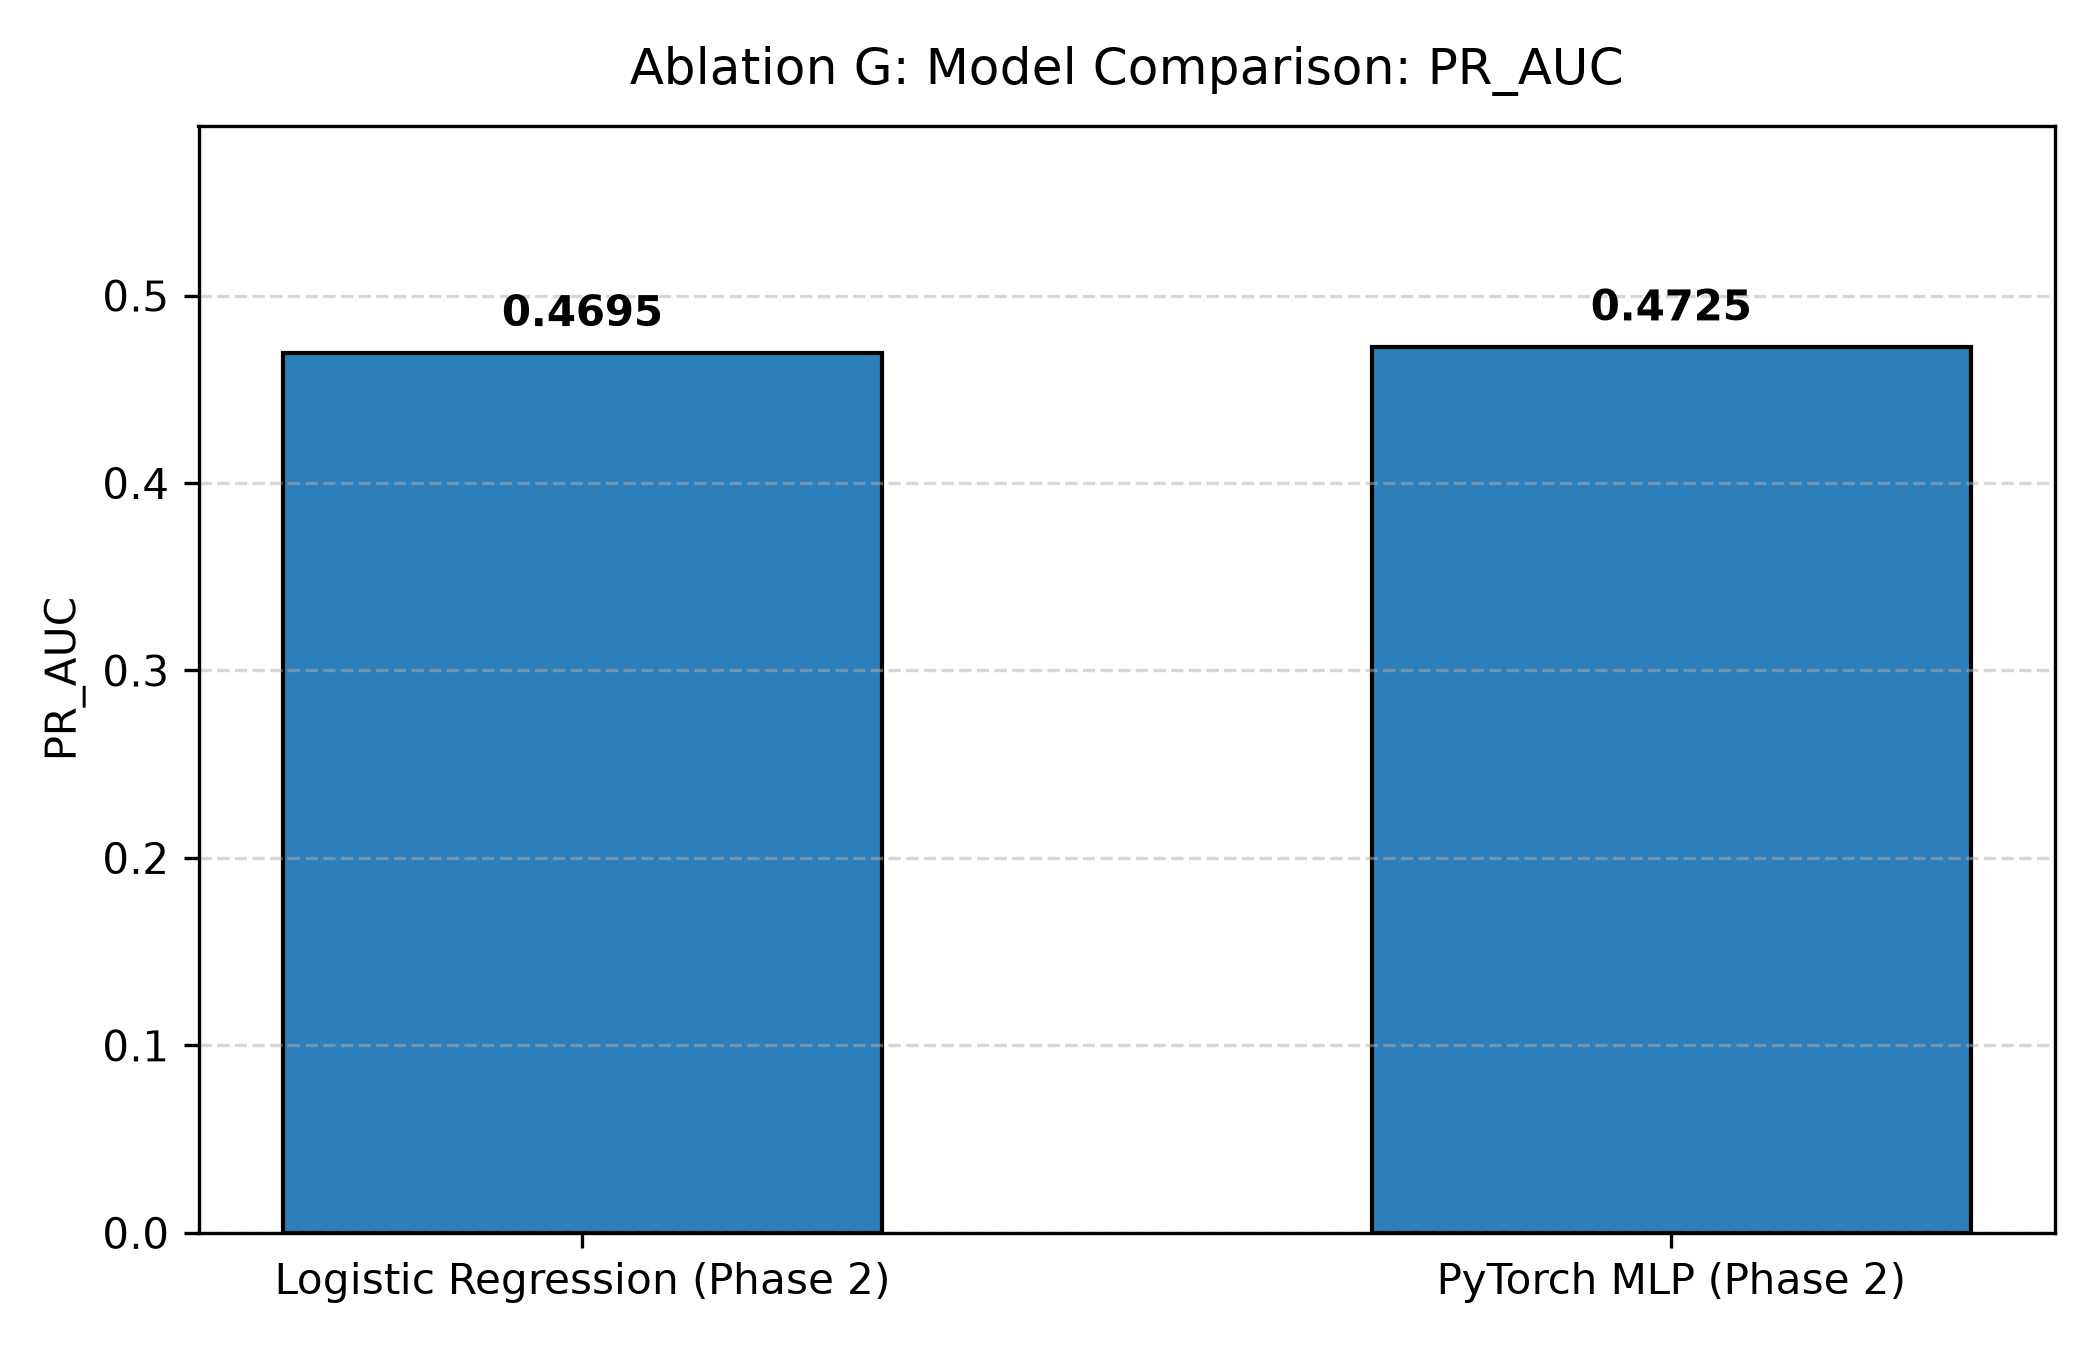 Ablation G: Model Comparison: PR_AUC
PR_AUC
0.5
0.4
0.3
0.2
0.1
0.0
0.4695
0.4725
Logistic Regression (Phase 2)
PyTorch MLP (Phase 2)